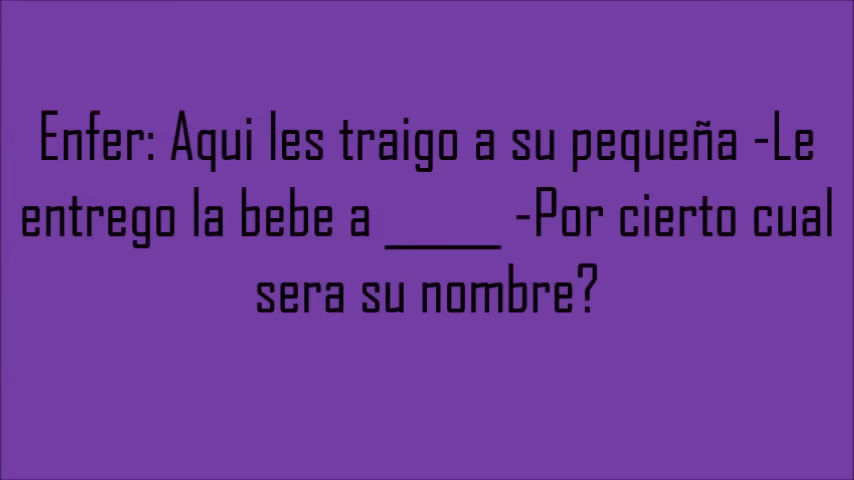 Enfer: Aqui les traigo a su pequeña -Le
entrego la bebe a _____ -Por cierto cual
sera su nombre?